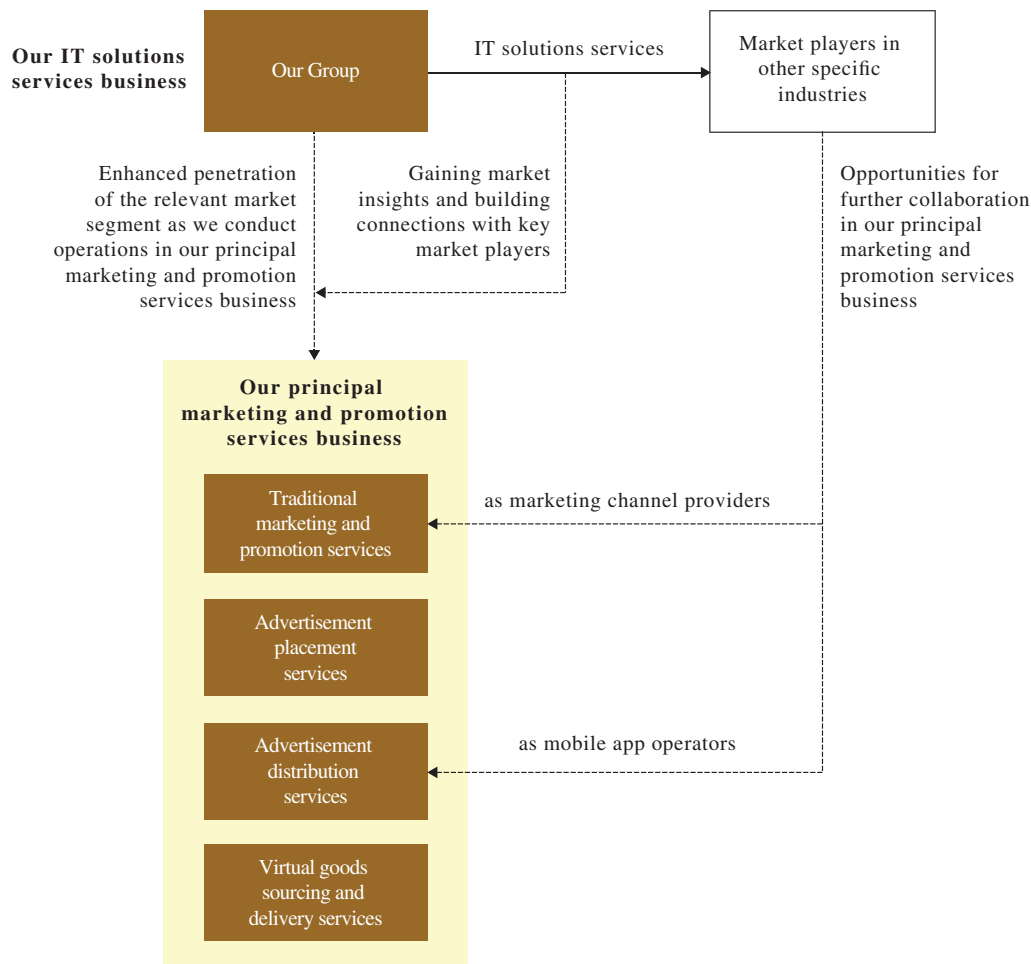 Our IT solutions
services business
Our Group
IT solutions services
Market players in
other specific
industries
Enhanced penetration
of the relevant market
segment as we conduct
operations in our principal
marketing and promotion
services business
Gaining market
insights and building
connections with key
market players
Opportunities for
further collaboration
in our principal
marketing and
promotion services
business
Our principal
marketing and promotion
services business
Traditional
marketing and
promotion services
as marketing channel providers
Advertisement
placement
services
Advertisement
distribution
services
as mobile app operators
Virtual goods
sourcing and
delivery services